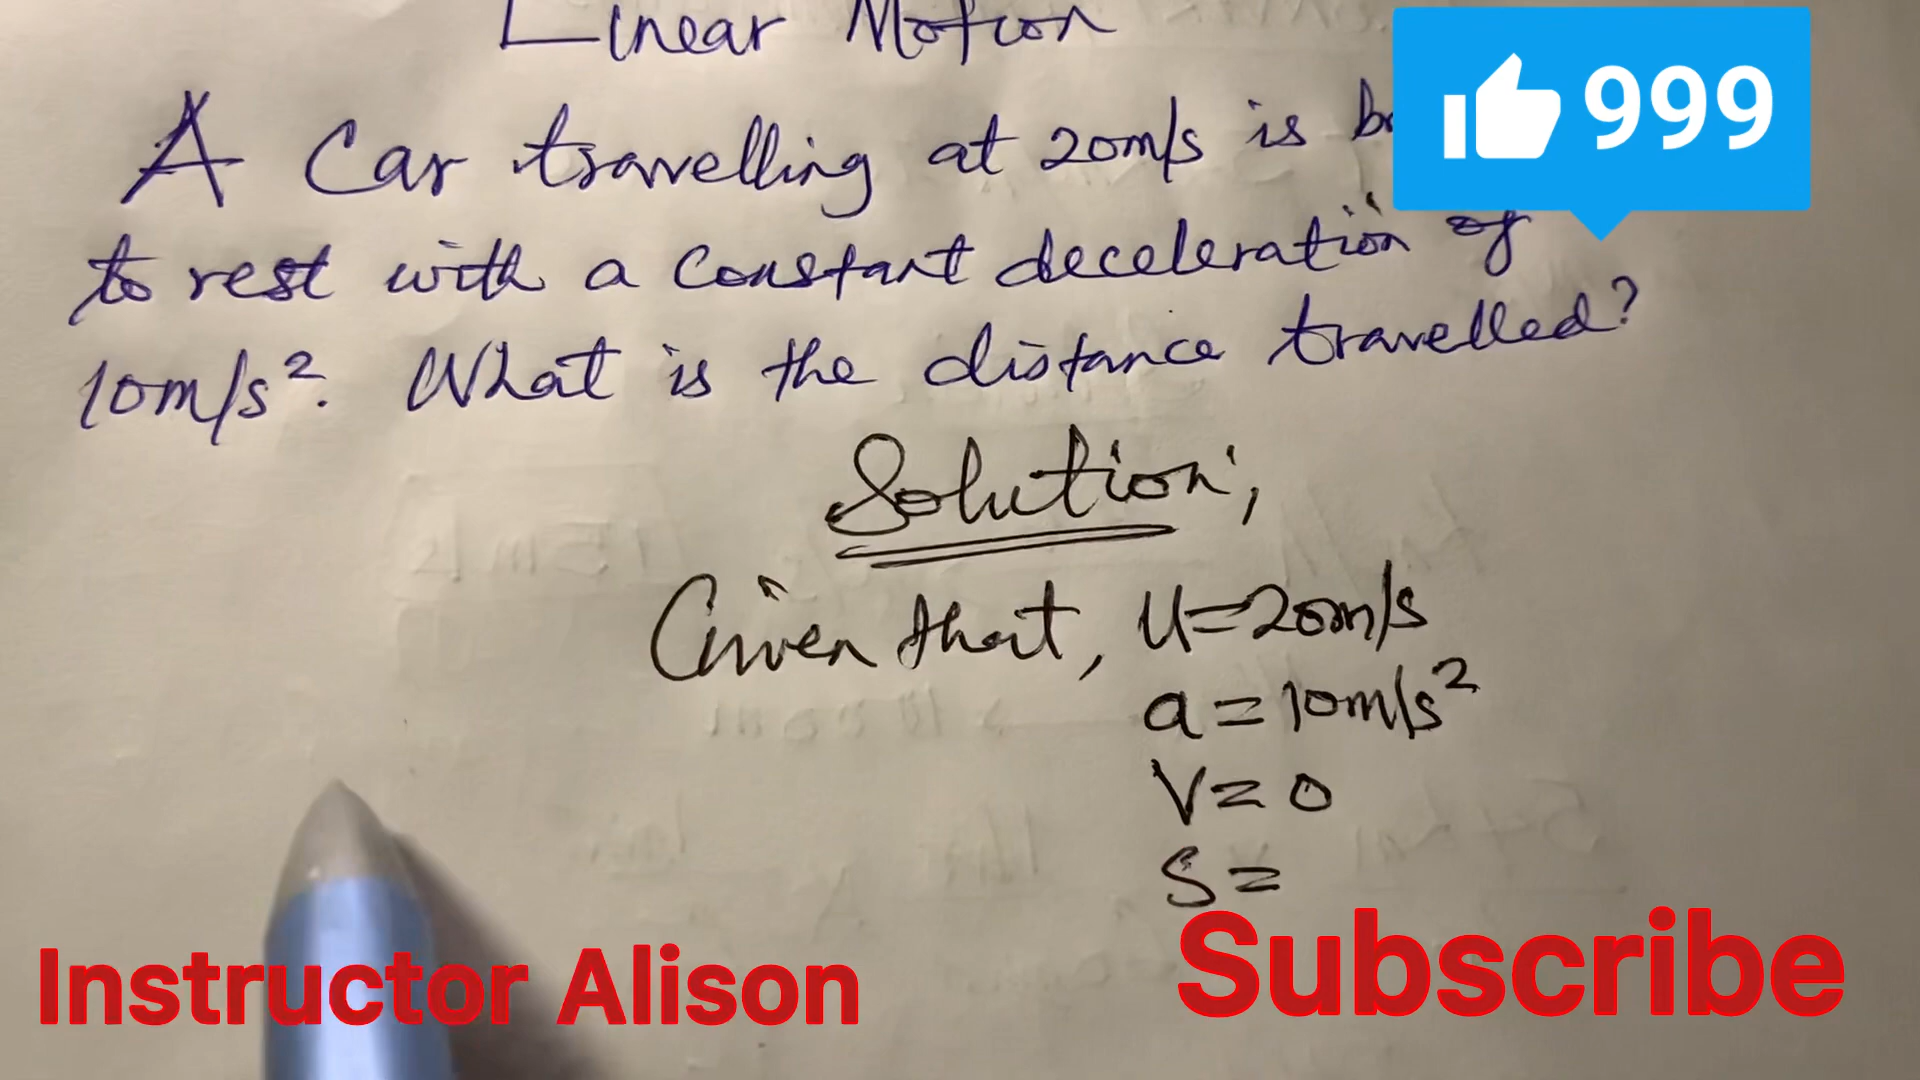 Linear Motion
A Car travelling at 20m/s is
999
to rest with a constant deceleration of
10m/s². What is the distance travelled?
Solution,
Given that, U=20m/s
a=10m/s²
V=0
S=
Instructor Alison
Subscribe